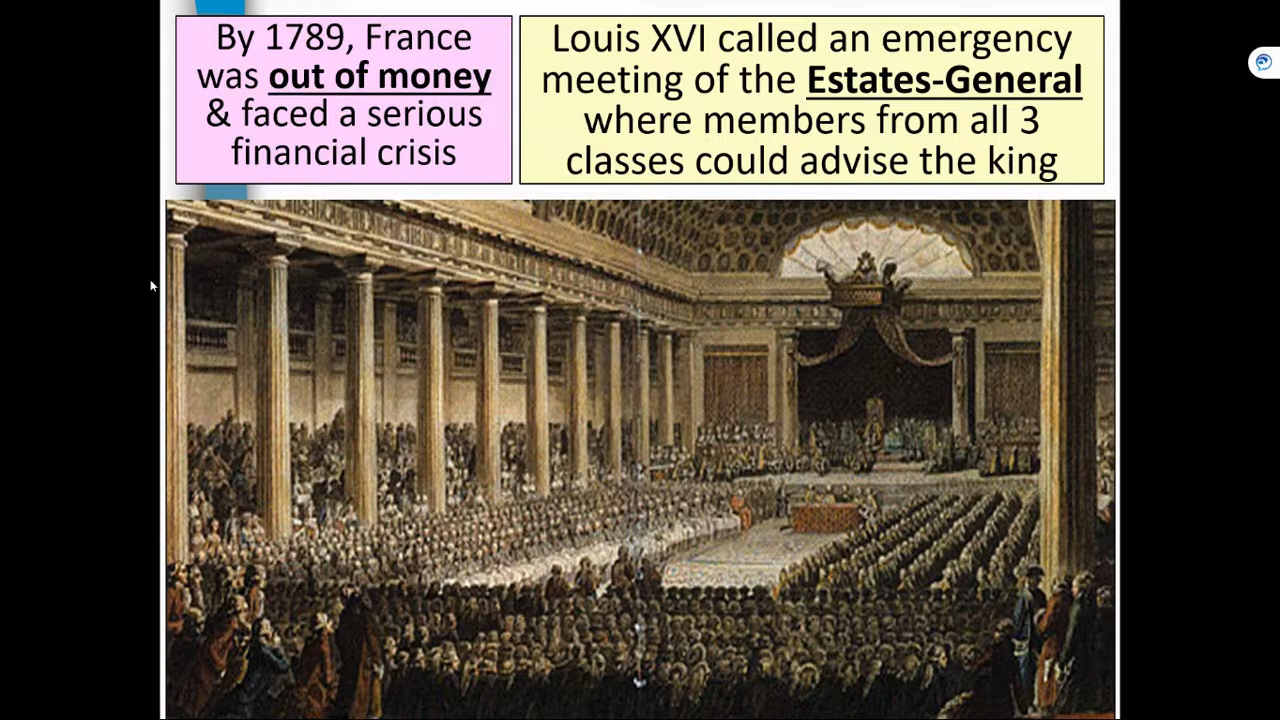 By 1789, France
was out of money
& faced a serious
financial crisis
Louis XVI called an emergency
meeting of the Estates-General
where members from all 3
classes could advise the king